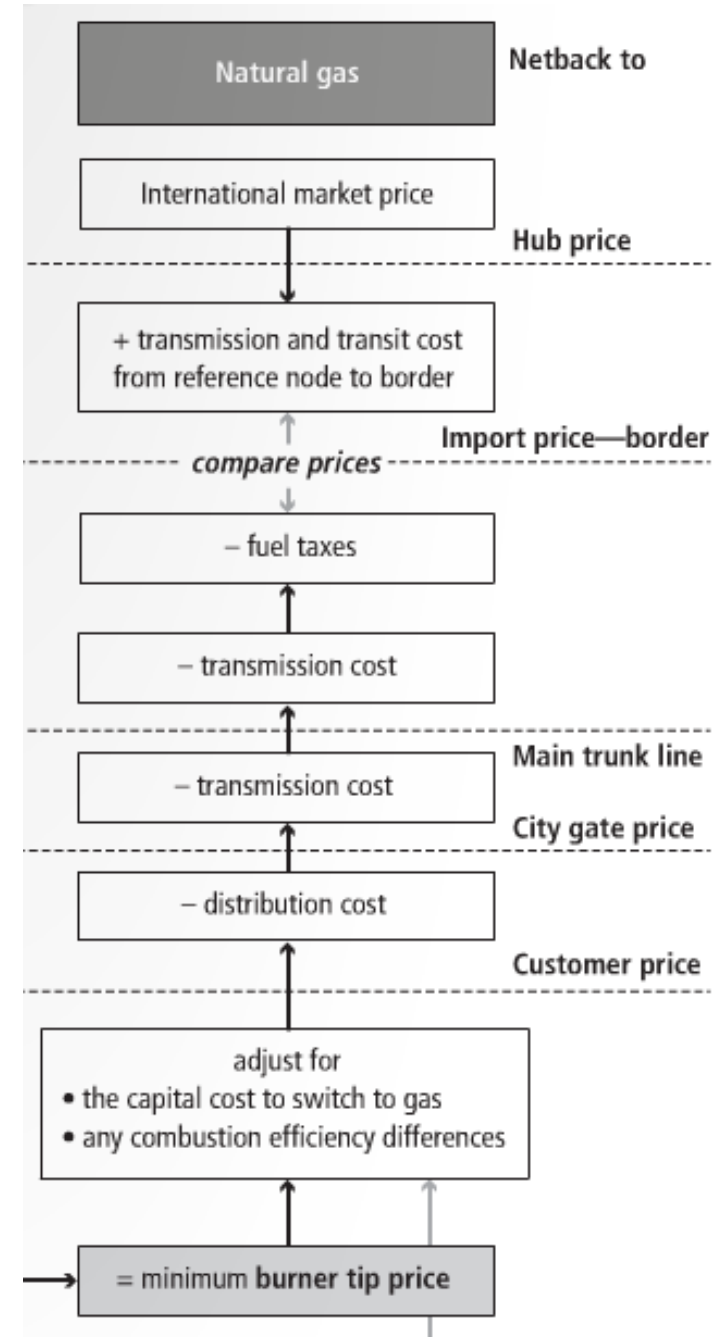 Natural gas
Netback to
International market price
Hub price
+ transmission and transit cost
from reference node to border
Import price—border
compare prices
– fuel taxes
– transmission cost
Main trunk line
– transmission cost
City gate price
– distribution cost
Customer price
adjust for
• the capital cost to switch to gas
• any combustion efficiency differences
= minimum burner tip price